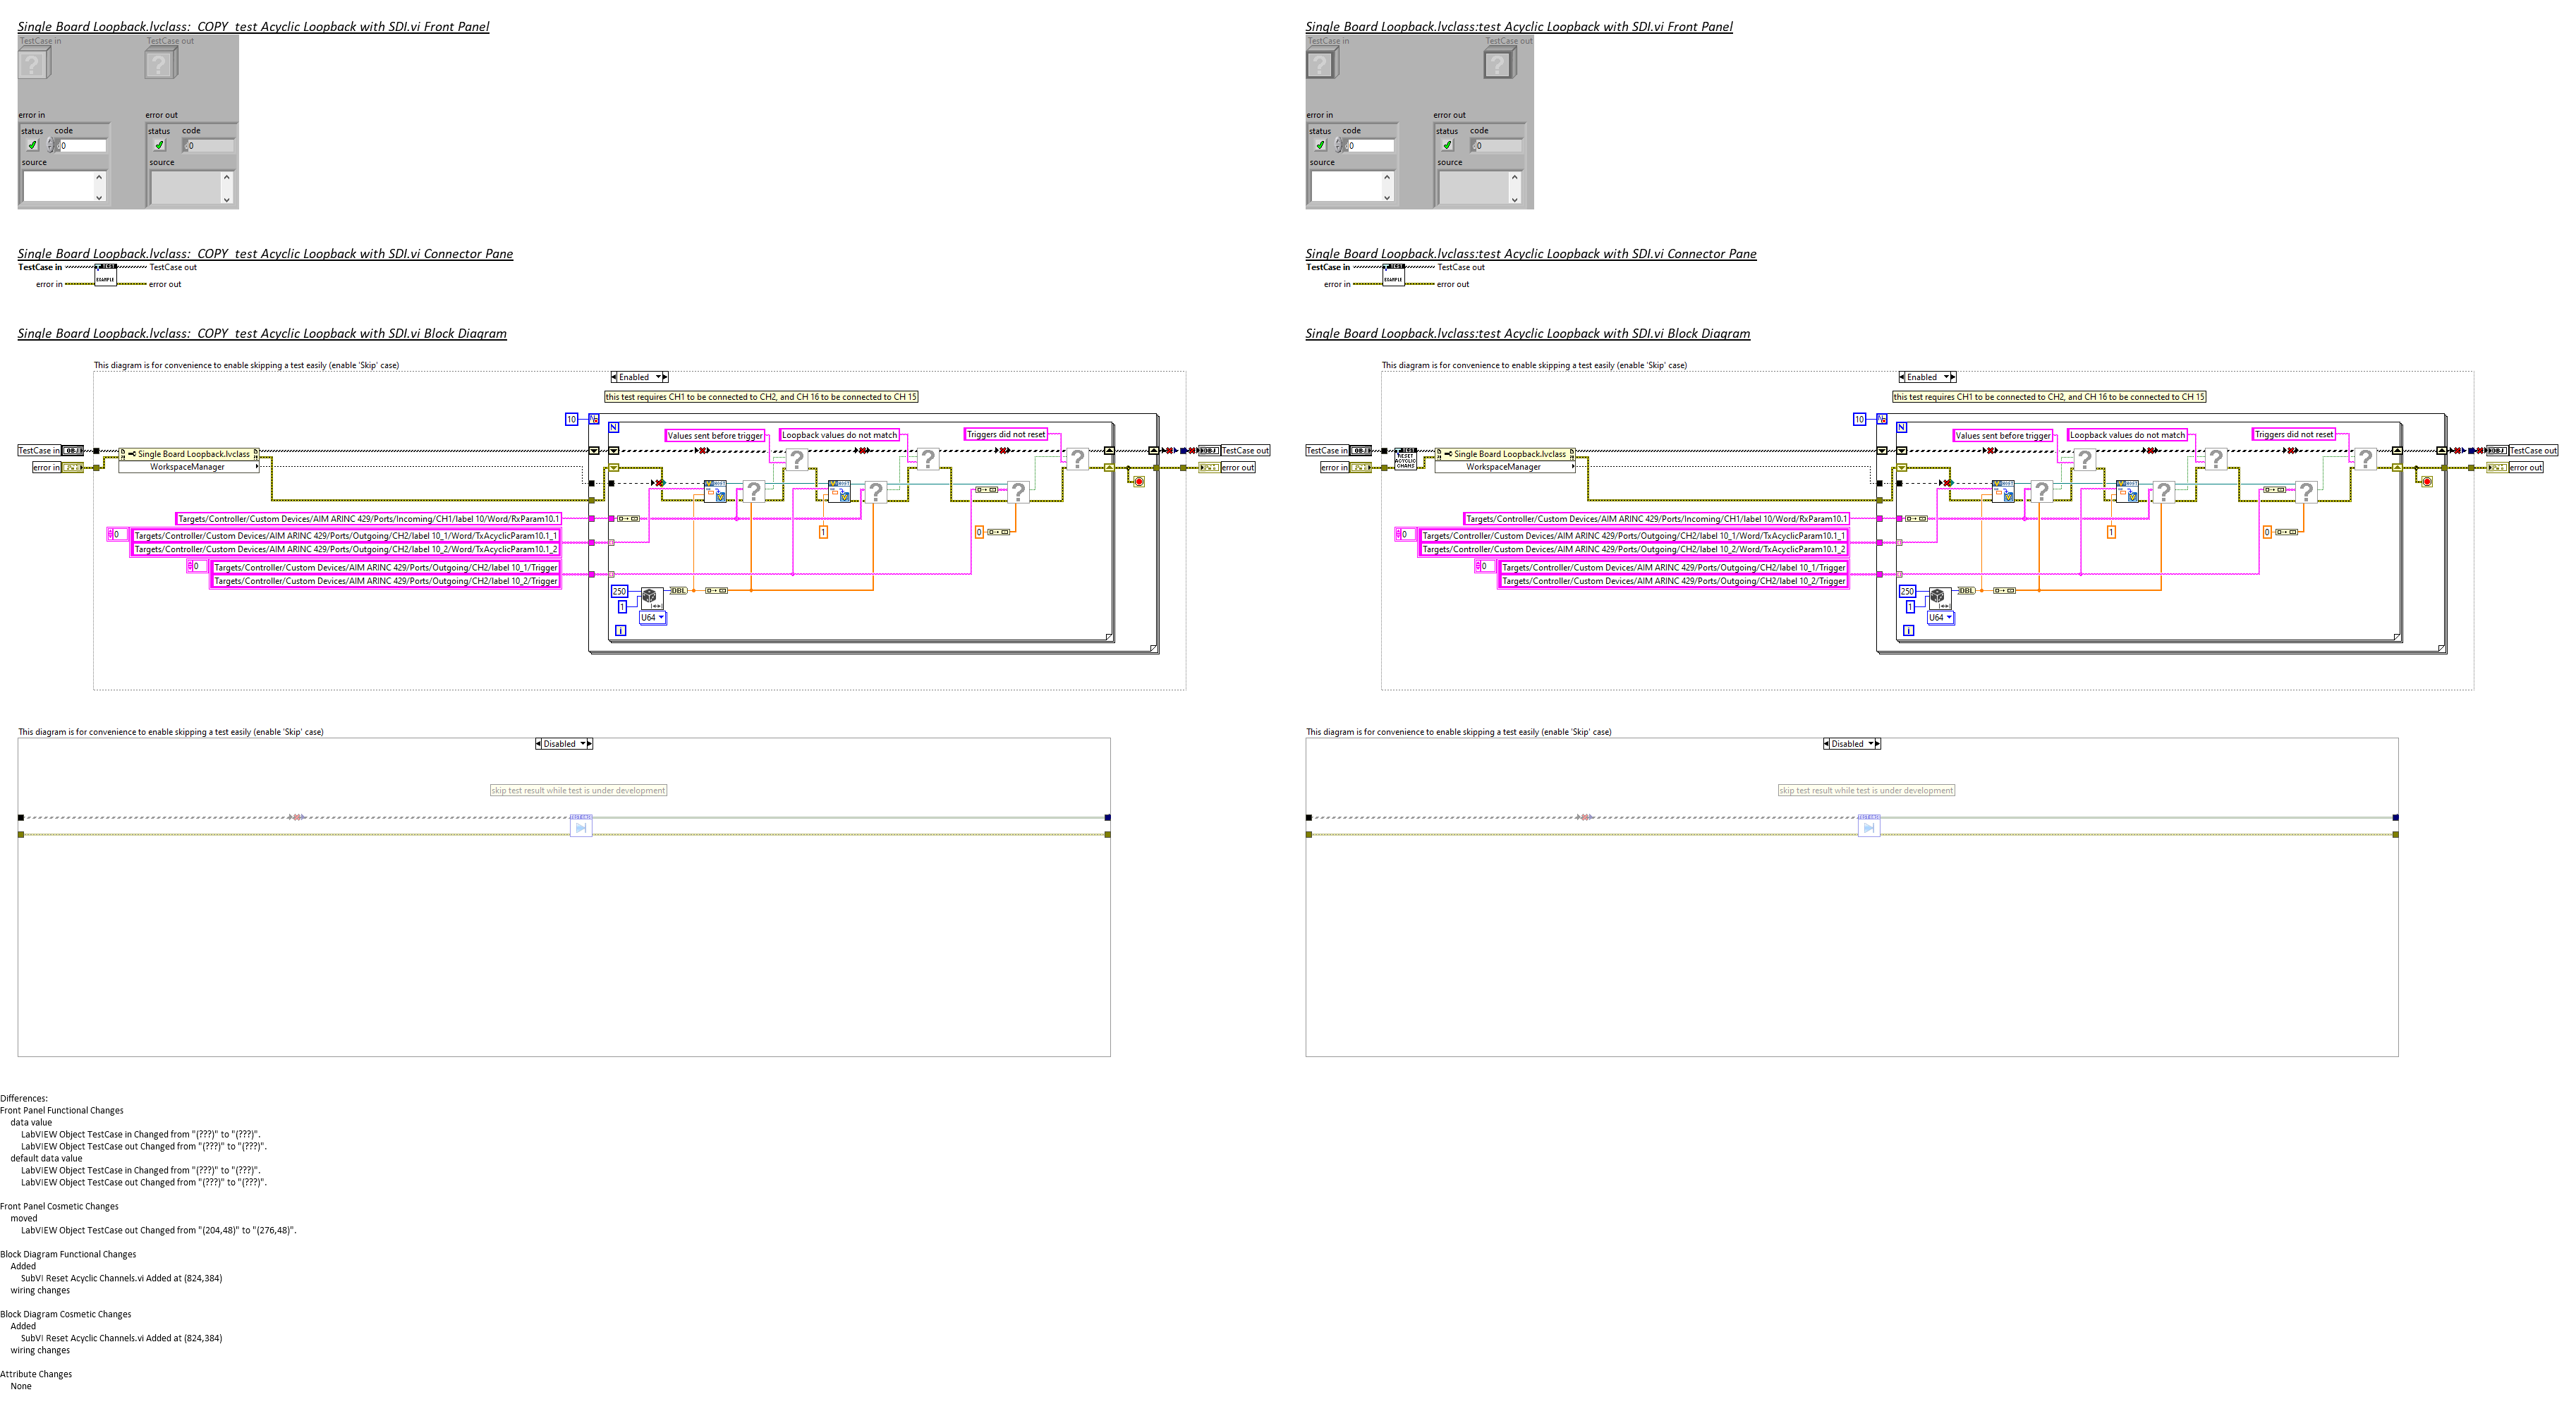 Single Board Loopback.lvclass:  COPY  test Acyclic Loopback with SDI.vi Front Panel
TestCase in
TestCase out
error in
error out
status
code
status
code
0
0
source
source
Single Board Loopback.lvclass:  COPY  test Acyclic Loopback with SDI.vi Connector Pane
TestCase in
TEST
TestCase out
EXAMPLE
error in
error out
Single Board Loopback.lvclass:  COPY  test Acyclic Loopback with SDI.vi Block Diagram
This diagram is for convenience to enable skipping a test easily (enable 'Skip' case)
Enabled
this test requires CH1 to be connected to CH2, and CH 16 to be connected to CH 15
10
N
Values sent before trigger
Loopback values do not match
Triggers did not reset
TestCase in
OBJ
Single Board Loopback.lvclass
TestCase out
error in
WorkspaceManager
error out
Targets/Controller/Custom Devices/AIM ARINC 429/Ports/Incoming/CH1/label 10/Word/RxParam10.1
0
Targets/Controller/Custom Devices/AIM ARINC 429/Ports/Outgoing/CH2/label 10_1/Word/TxAcyclicParam10.1_1
Targets/Controller/Custom Devices/AIM ARINC 429/Ports/Outgoing/CH2/label 10_2/Word/TxAcyclicParam10.1_2
1
0
0
Targets/Controller/Custom Devices/AIM ARINC 429/Ports/Outgoing/CH2/label 10_1/Trigger
Targets/Controller/Custom Devices/AIM ARINC 429/Ports/Outgoing/CH2/label 10_2/Trigger
250
DBL
1
U64
i
This diagram is for convenience to enable skipping a test easily (enable 'Skip' case)
Disabled
skip test result while test is under development
Single Board Loopback.lvclass:test Acyclic Loopback with SDI.vi Front Panel
TestCase in
TestCase out
error in
error out
status
code
status
code
0
0
source
source
Single Board Loopback.lvclass:test Acyclic Loopback with SDI.vi Connector Pane
TestCase in
TEST
TestCase out
EXAMPLE
error in
error out
Single Board Loopback.lvclass:test Acyclic Loopback with SDI.vi Block Diagram
This diagram is for convenience to enable skipping a test easily (enable 'Skip' case)
Enabled
this test requires CH1 to be connected to CH2, and CH 16 to be connected to CH 15
10
N
Values sent before trigger
Loopback values do not match
Triggers did not reset
TestCase in
OBJ
RESET
ACYCLIC
CHANS
Single Board Loopback.lvclass
TestCase out
error in
WorkspaceManager
error out
Targets/Controller/Custom Devices/AIM ARINC 429/Ports/Incoming/CH1/label 10/Word/RxParam10.1
0
Targets/Controller/Custom Devices/AIM ARINC 429/Ports/Outgoing/CH2/label 10_1/Word/TxAcyclicParam10.1_1
Targets/Controller/Custom Devices/AIM ARINC 429/Ports/Outgoing/CH2/label 10_2/Word/TxAcyclicParam10.1_2
1
0
0
Targets/Controller/Custom Devices/AIM ARINC 429/Ports/Outgoing/CH2/label 10_1/Trigger
Targets/Controller/Custom Devices/AIM ARINC 429/Ports/Outgoing/CH2/label 10_2/Trigger
250
DBL
1
U64
i
This diagram is for convenience to enable skipping a test easily (enable 'Skip' case)
Disabled
skip test result while test is under development
Differences:
Front Panel Functional Changes
data value
LabVIEW Object TestCase in Changed from "(???)" to "(???)".
LabVIEW Object TestCase out Changed from "(???)" to "(???)".
default data value
LabVIEW Object TestCase in Changed from "(???)" to "(???)".
LabVIEW Object TestCase out Changed from "(???)" to "(???)".
Front Panel Cosmetic Changes
moved
LabVIEW Object TestCase out Changed from "(204,48)" to "(276,48)".
Block Diagram Functional Changes
Added
SubVI Reset Acyclic Channels.vi Added at (824,384)
wiring changes
Block Diagram Cosmetic Changes
Added
SubVI Reset Acyclic Channels.vi Added at (824,384)
wiring changes
Attribute Changes
None